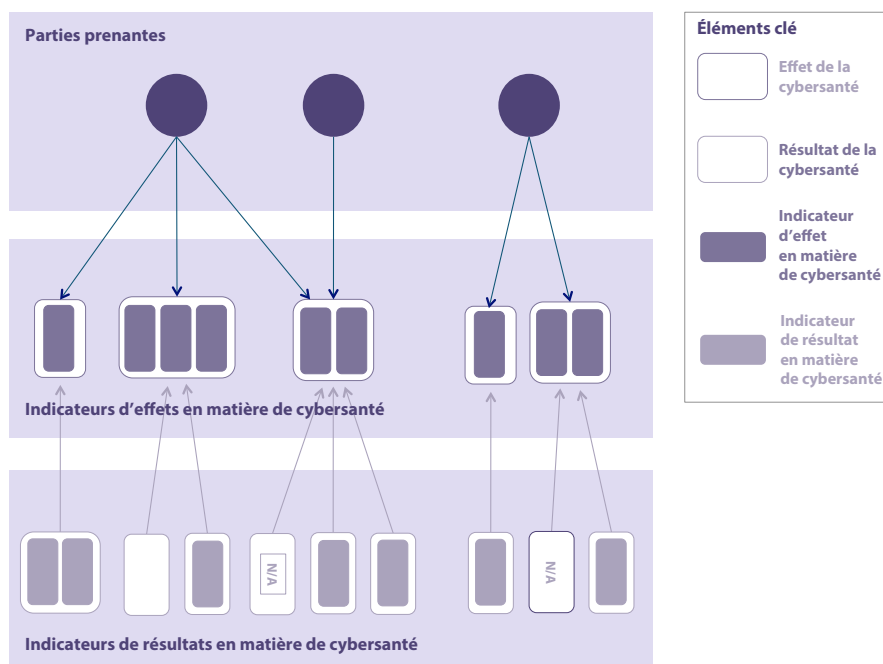 Parties prenantes
Indicateurs d’effets en matière de cybersanté
N/A
N/A
Indicateurs de résultats en matière de cybersanté
Éléments clé
Effet de la
cybersanté
Résultat de la
cybersanté
Indicateur
d’effet
en matière
de cybersanté
Indicateur
de résultat
en matière
de cybersanté